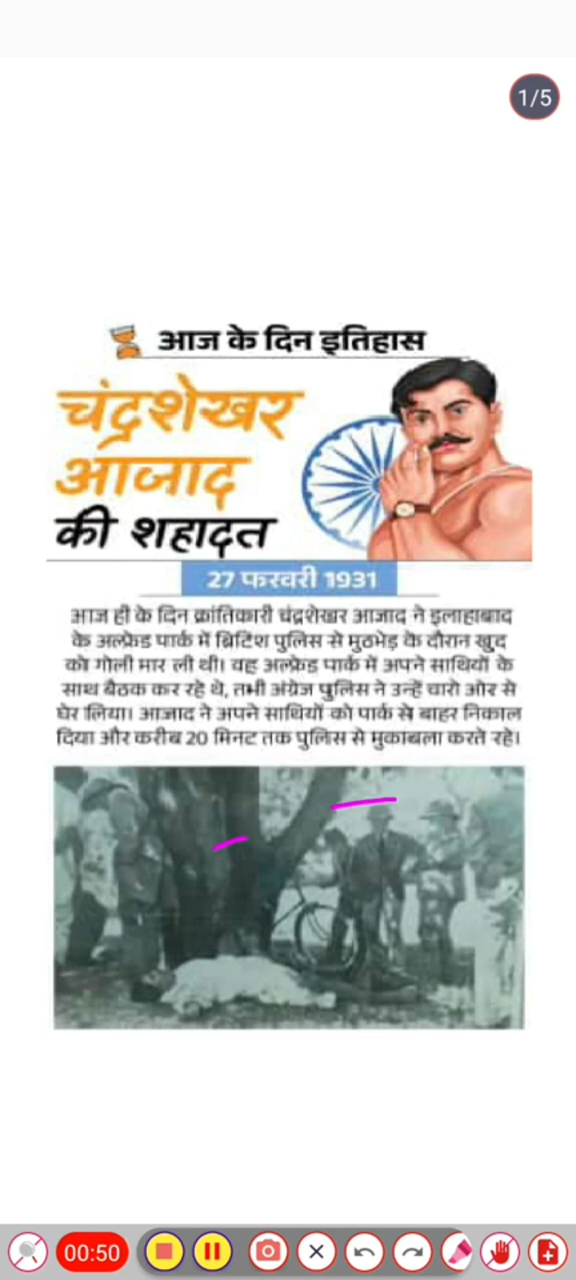 1/5
आज के दिन इतिहास
चंद्रशेखर
आजाद
की शहादत
27 फरवरी 1931
आज ही के दिन क्रांतिकारी चंद्रशेखर आजाद ने इलाहाबाद
के अल्फ्रेड पार्क में ब्रिटिश पुलिस से मुठभेड़ के दौरान खुद
को गोली मार ली थी। वह अल्फ्रेड पार्क में अपने साथियों के
साथ बैठक कर रहे थे, तभी अंग्रेज पुलिस ने उन्हें चारो ओर से
घेर लिया। आजाद ने अपने साथियों को पार्क से बाहर निकाल
दिया और करीब 20 मिनट तक पुलिस से मुकाबला करते रहे।
00:50